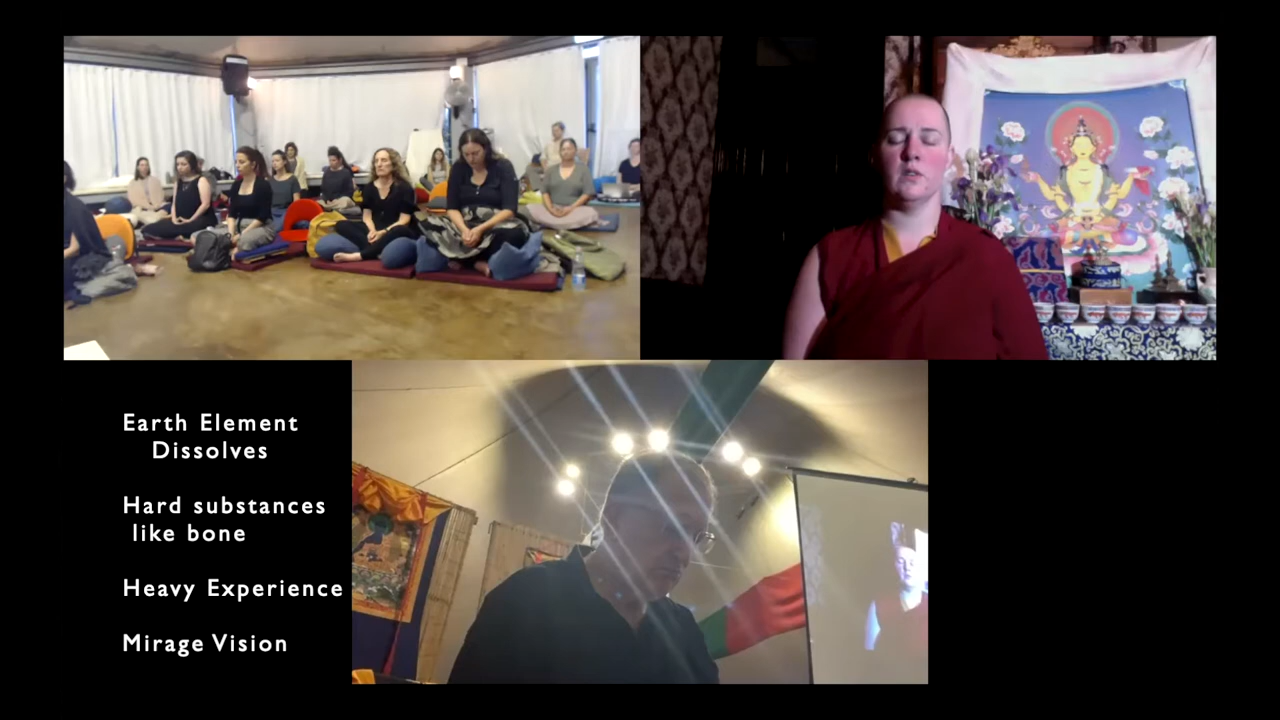 Earth Element
Dissolves
Hard substances
like bone
Heavy Experience
Mirage Vision